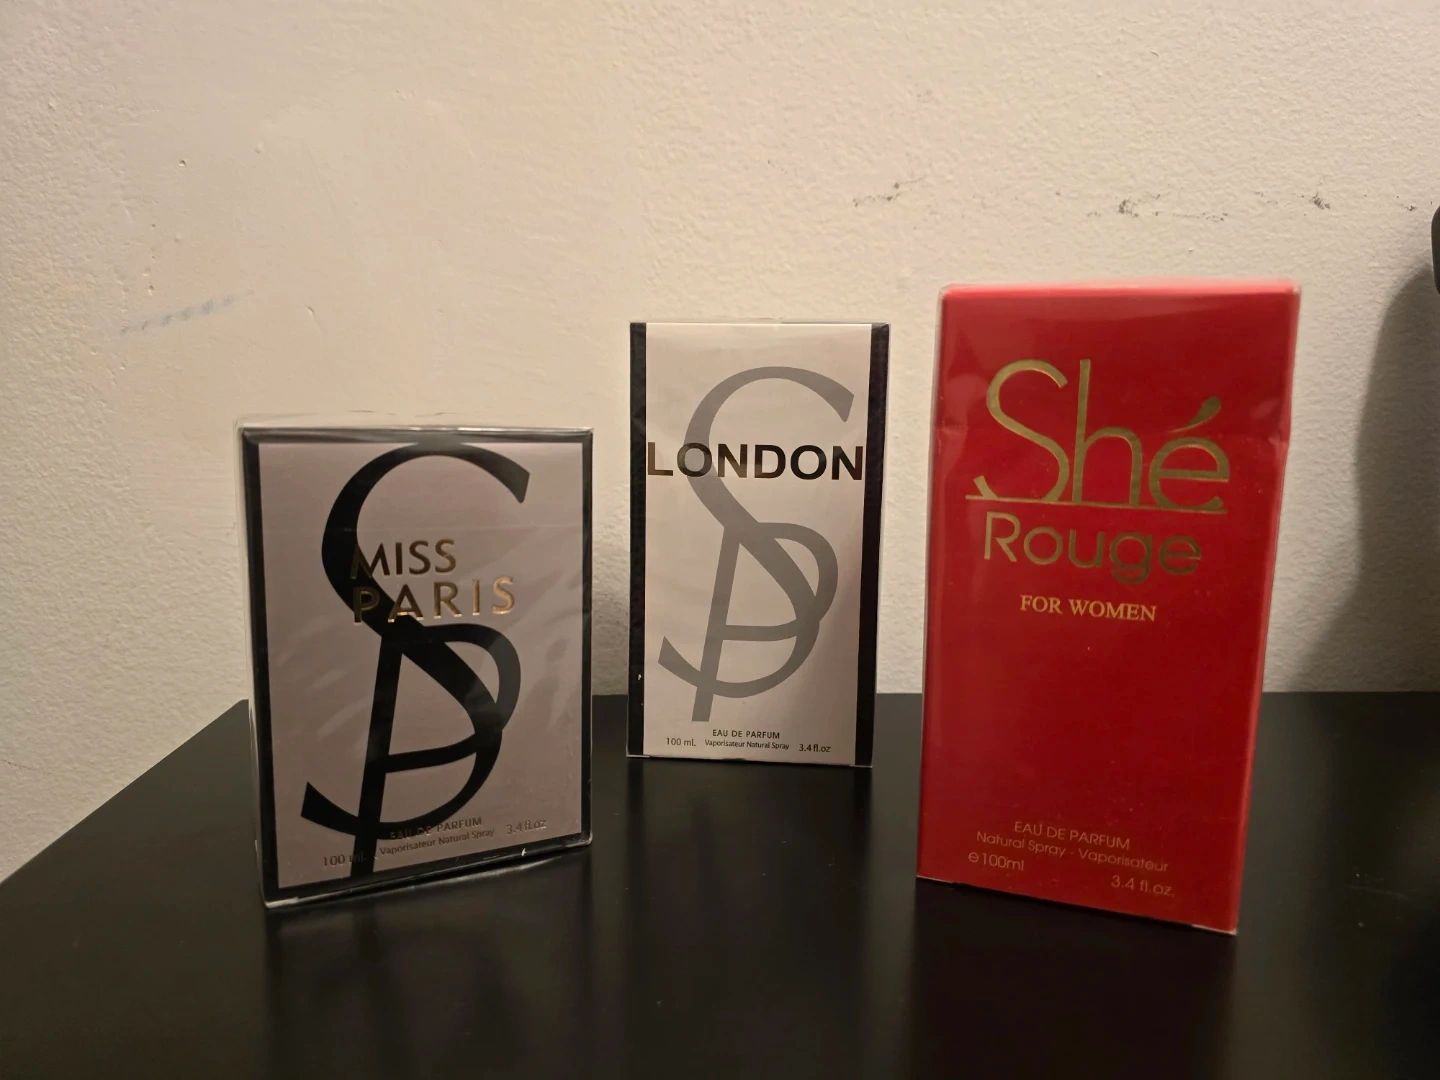 MISS
PARIS
EAU DE PARFUM
100 ml. Vaporisateur Natural Spray 3.4 fl.oz
LONDON
EAU DE PARFUM
100 ml. Vaporisateur Natural Spray 3.4 fl.oz
Shé
Rouge
FOR WOMEN
EAU DE PARFUM
Natural Spray - Vaporisateur
e100ml 3.4 fl.oz.